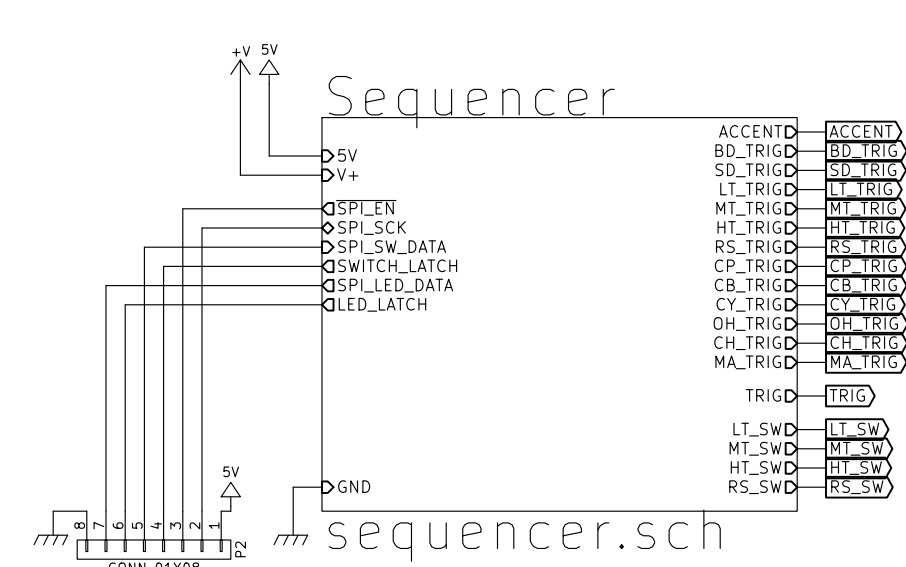 +V 5V
Sequencer
5V
V+
SPI_EN
SPI_SCK
SPI_SW_DATA
SWITCH_LATCH
SPI_LED_DATA
LED_LATCH
GND
ACCENT ACCENT
BD_TRIG BD_TRIG
SD_TRIG SD_TRIG
LT_TRIG LT_TRIG
MT_TRIG MT_TRIG
HT_TRIG HT_TRIG
RS_TRIG RS_TRIG
CP_TRIG CP_TRIG
CB_TRIG CB_TRIG
CY_TRIG CY_TRIG
OH_TRIG OH_TRIG
CH_TRIG CH_TRIG
MA_TRIG MA_TRIG
TRIG TRIG
LT_SW LT_SW
MT_SW MT_SW
HT_SW HT_SW
RS_SW RS_SW
5V
8 7 6 5 4 3 2 1
P2
CONN_01X08
sequencer.sch